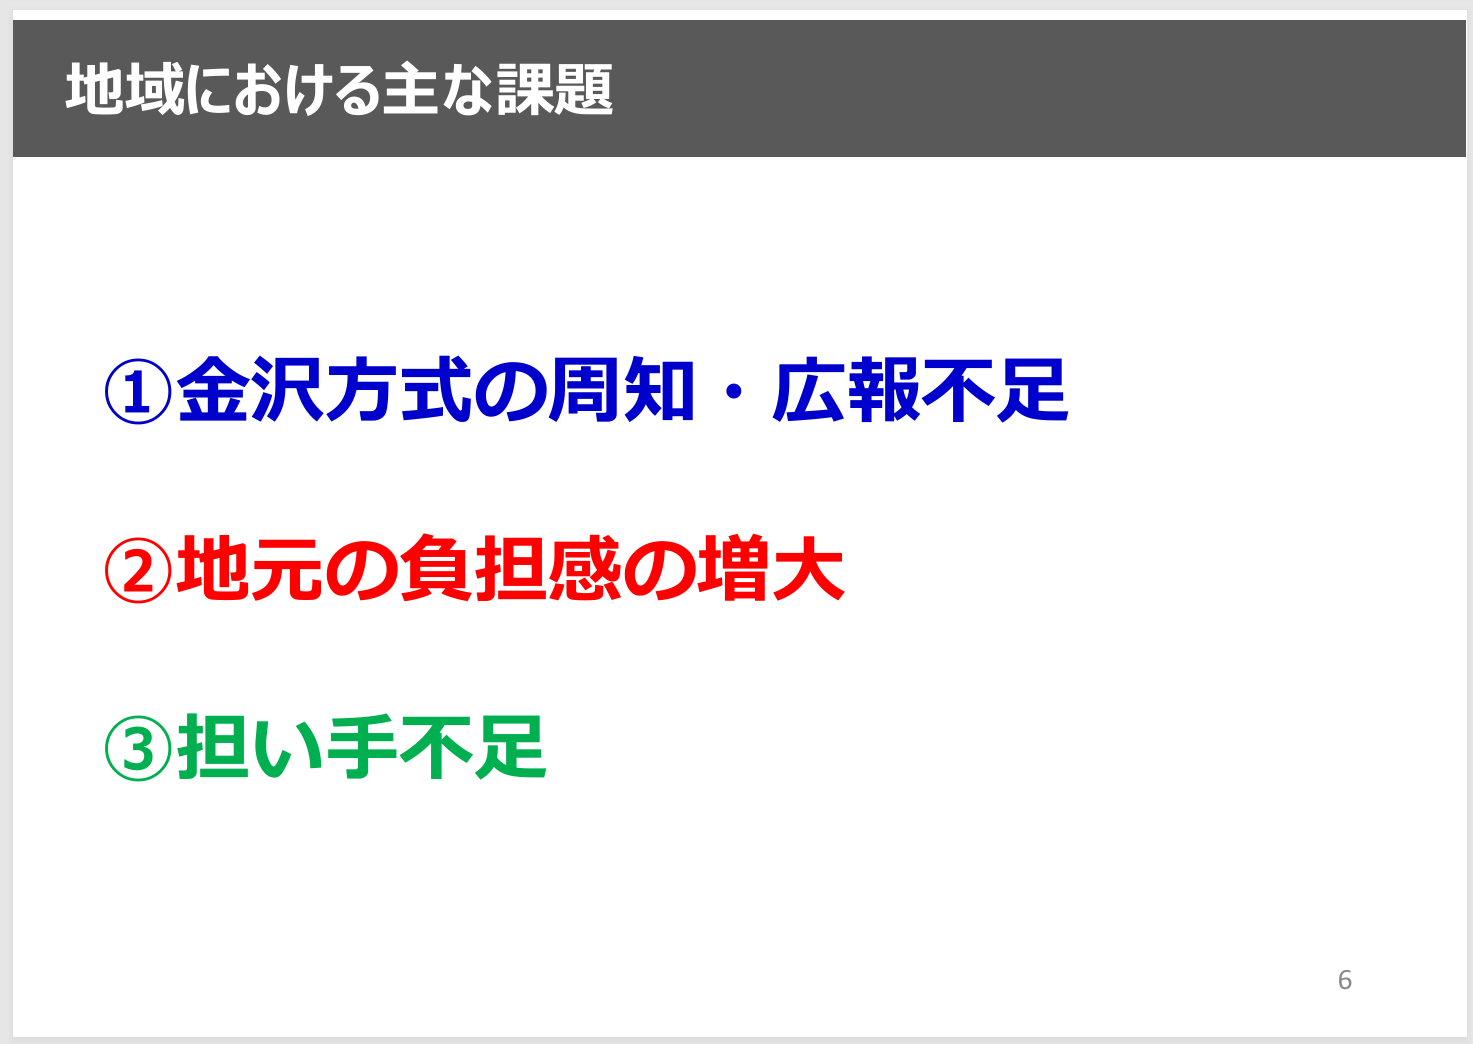 地域における主な課題
①金沢方式の周知・広報不足
②地元の負担感の増大
③担い手不足
6